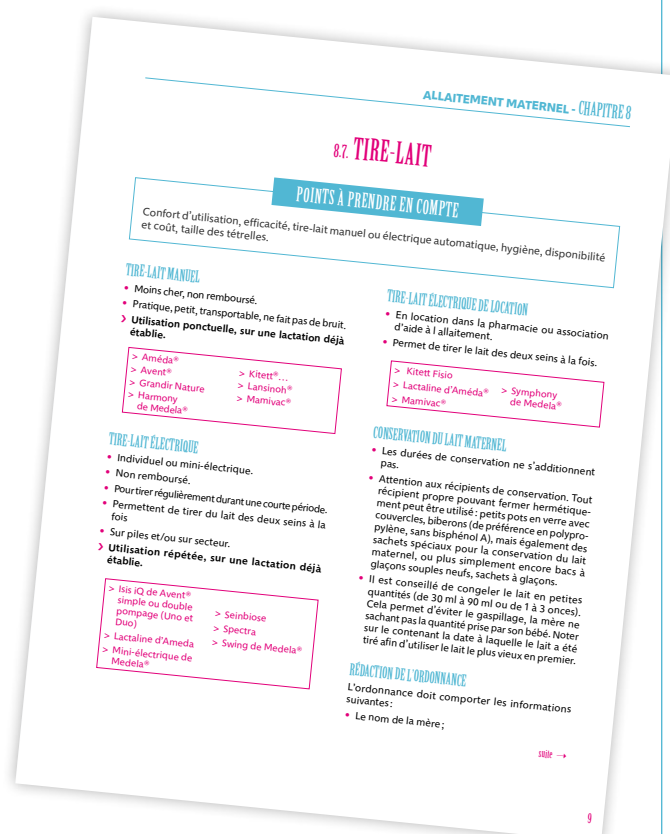 ALLAITEMENT MATERNEL - CHAPITRE 8
8.7. TIRE-LAIT
POINTS À PRENDRE EN COMPTE
Confort d'utilisation, efficacité, tire-lait manuel ou électrique automatique, hygiène, disponibilité
et coût, taille des tétrelles.
TIRE-LAIT MANUEL
• Moins cher, non remboursé.
• Pratique, petit, transportable, ne fait pas de bruit.
❯ Utilisation ponctuelle, sur une lactation déjà
établie.
> Améda®
> Avent®
> Grandir Nature
> Harmony
de Medela®
> Kitett®...
> Lansinoh®
> Mamivac®
TIRE-LAIT ÉLECTRIQUE
• Individuel ou mini-électrique.
• Non remboursé.
• Pour tirer régulièrement durant une courte période.
• Permettent de tirer du lait des deux seins à la
fois
• Sur piles et/ou sur secteur.
❯ Utilisation répétée, sur une lactation déjà
établie.
> Isis iQ de Avent®
simple ou double
pompage (Uno et
Duo)
> Lactaline d'Ameda
> Mini-électrique de
Medela®
> Seinbiose
> Spectra
> Swing de Medela®
TIRE-LAIT ÉLECTRIQUE DE LOCATION
• En location dans la pharmacie ou association
d'aide à l allaitement.
• Permet de tirer le lait des deux seins à la fois.
> Kitett Fisio
> Lactaline d'Améda®
> Mamivac®
> Symphony
de Medela®
CONSERVATION DU LAIT MATERNEL
• Les durées de conservation ne s'additionnent
pas.
• Attention aux récipients de conservation. Tout
récipient propre pouvant fermer hermétique-
ment peut être utilisé : petits pots en verre avec
couvercles, biberons (de préférence en polypro-
pylène, sans bisphénol A), mais également des
sachets spéciaux pour la conservation du lait
maternel, ou plus simplement encore bacs à
glaçons souples neufs, sachets à glaçons.
• Il est conseillé de congeler le lait en petites
quantités (de 30 ml à 90 ml ou de 1 à 3 onces).
Cela permet d'éviter le gaspillage, la mère ne
sachant pas la quantité prise par son bébé. Noter
sur le contenant la date à laquelle le lait a été
tiré afin d'utiliser le lait le plus vieux en premier.
RÉDACTION DE L'ORDONNANCE
L'ordonnance doit comporter les informations
suivantes :
• Le nom de la mère ;
suite →
9